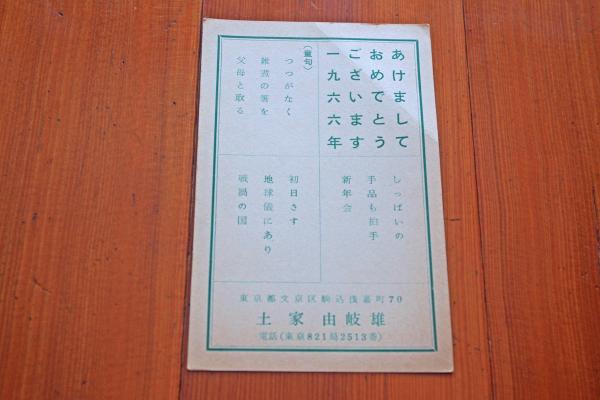 あけまして
おめでとう
ございます
一九六六年
(童句)
つつがなく
雑煮の箸を
父母と取る
しっぱいの
手品も拍手
新年会
初日さす
地球儀にあり
戦禍の国
東京都文京区駒込浅嘉町70
土家由岐雄
電話(東京821局2513番)